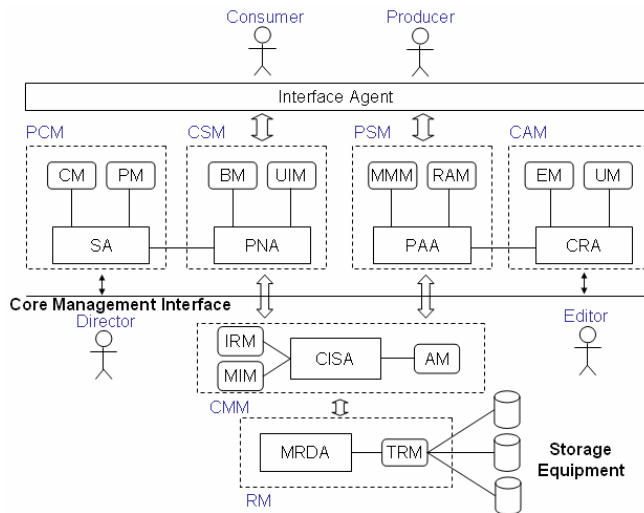 Consumer
Producer
Interface Agent
PCM
CSM
PSM
CAM
CM
PM
BM
UIM
MMM
RAM
EM
UM
SA
PNA
PAA
CRA
Core Management Interface
Director
Editor
IRM
MIM
CISA
AM
CMM
MRDA
TRM
Storage
Equipment
RM